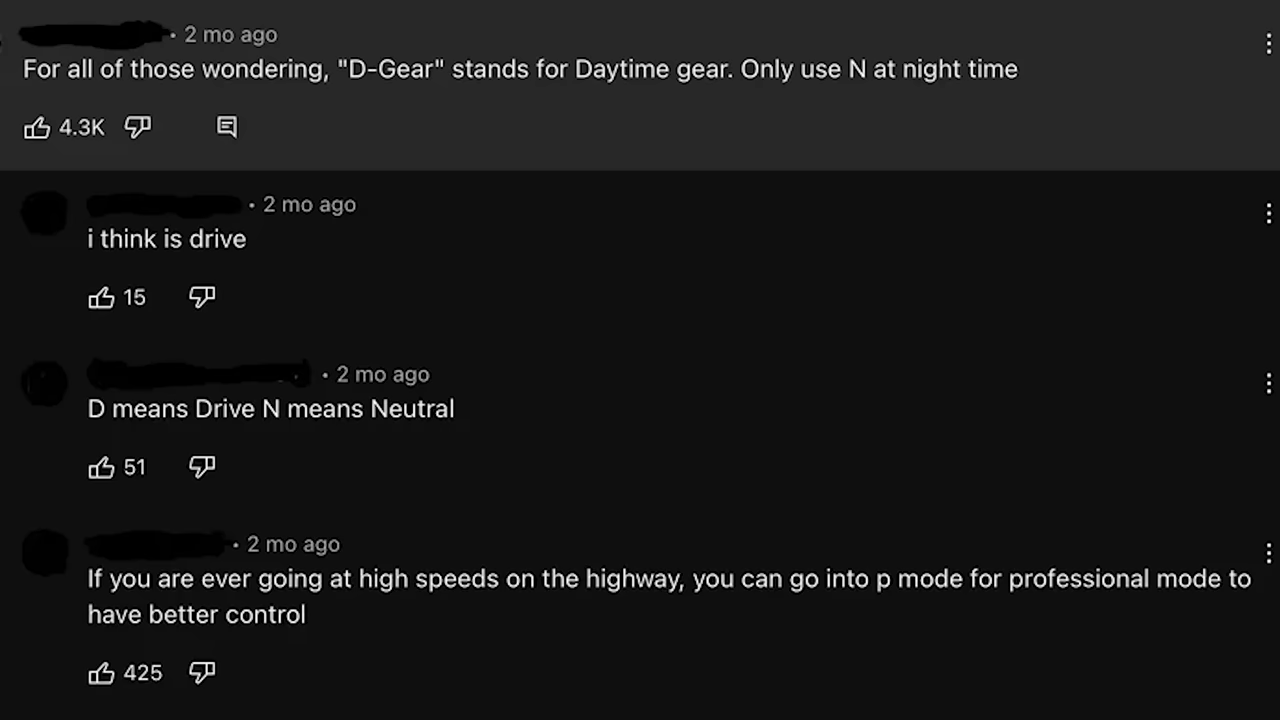 · 2 mo ago
For all of those wondering, "D-Gear" stands for Daytime gear. Only use N at night time
4.3K
· 2 mo ago
i think is drive
15
· 2 mo ago
D means Drive N means Neutral
51
· 2 mo ago
If you are ever going at high speeds on the highway, you can go into p mode for professional mode to
have better control
425